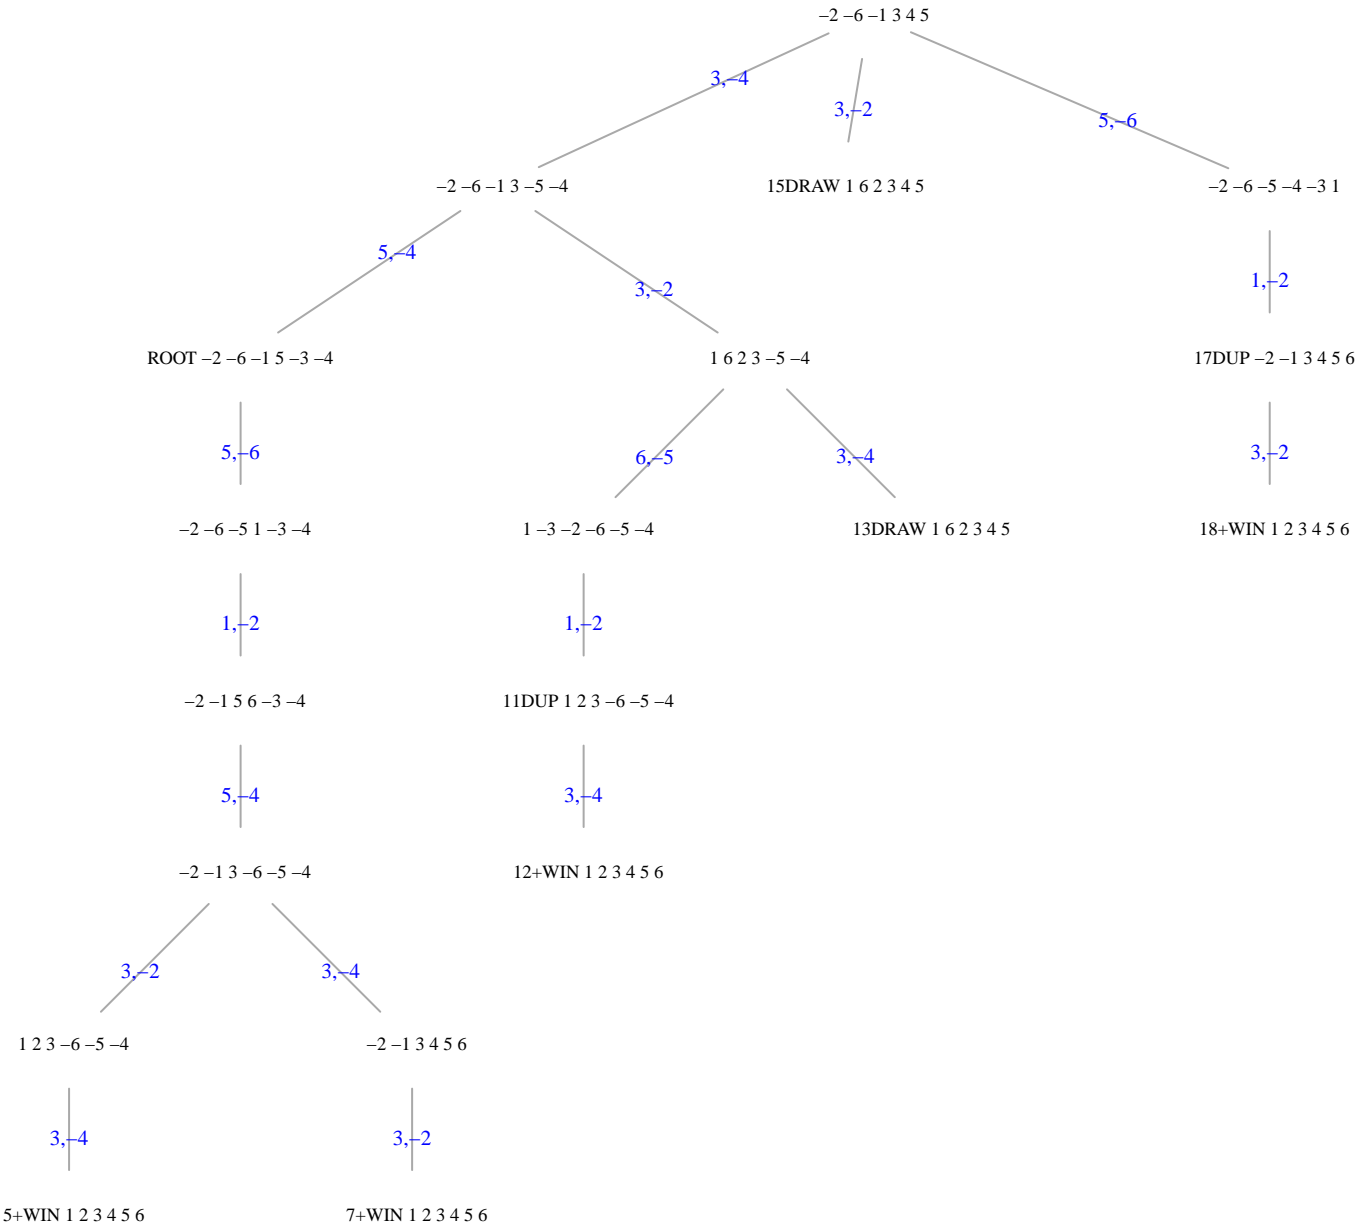 –2 –6 –1 3 4 5
3,–4
3,–2
5,–6
–2 –6 –1 3 –5 –4
15DRAW 1 6 2 3 4 5
–2 –6 –5 –4 –3 1
5,–4
3,–2
1,–2
ROOT –2 –6 –1 5 –3 –4
1 6 2 3 –5 –4
17DUP –2 –1 3 4 5 6
5,–6
6,–5
3,–4
3,–2
–2 –6 –5 1 –3 –4
1 –3 –2 –6 –5 –4
13DRAW 1 6 2 3 4 5
18+WIN 1 2 3 4 5 6
1,–2
1,–2
–2 –1 5 6 –3 –4
11DUP 1 2 3 –6 –5 –4
5,–4
3,–4
–2 –1 3 –6 –5 –4
12+WIN 1 2 3 4 5 6
3,–2
3,–4
1 2 3 –6 –5 –4
–2 –1 3 4 5 6
3,–4
3,–2
5+WIN 1 2 3 4 5 6
7+WIN 1 2 3 4 5 6